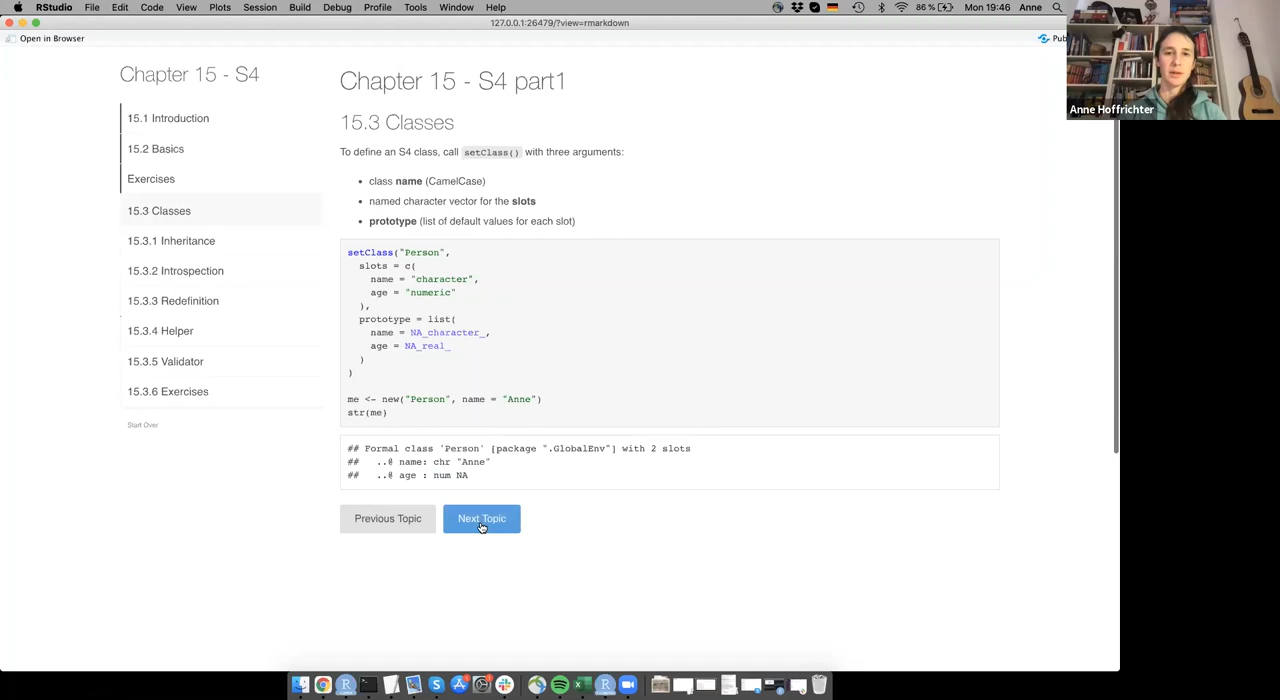 RStudio File Edit Code View Plots Session Build Debug Profile Tools Window Help 86 % Mon 19:46 Anne
127.0.0.1:26479/?view=rmarkdown
Open in Browser
Anne Hoffrichter
Chapter 15 - S4
15.1 Introduction
15.2 Basics
Exercises
15.3 Classes
15.3.1 Inheritance
15.3.2 Introspection
15.3.3 Redefinition
15.3.4 Helper
15.3.5 Validator
15.3.6 Exercises
Start Over
Chapter 15 - S4 part1
15.3 Classes
To define an S4 class, call setClass() with three arguments:
• class name (CamelCase)
• named character vector for the slots
• prototype (list of default values for each slot)
setClass("Person",
slots = c(
name = "character",
age = "numeric"
),
prototype = list(
name = NA_character_,
age = NA_real_
)
)
me <- new("Person", name = "Anne")
str(me)
## Formal class 'Person' [package ".GlobalEnv"] with 2 slots
## ..@ name: chr "Anne"
## ..@ age : num NA
Previous Topic Next Topic